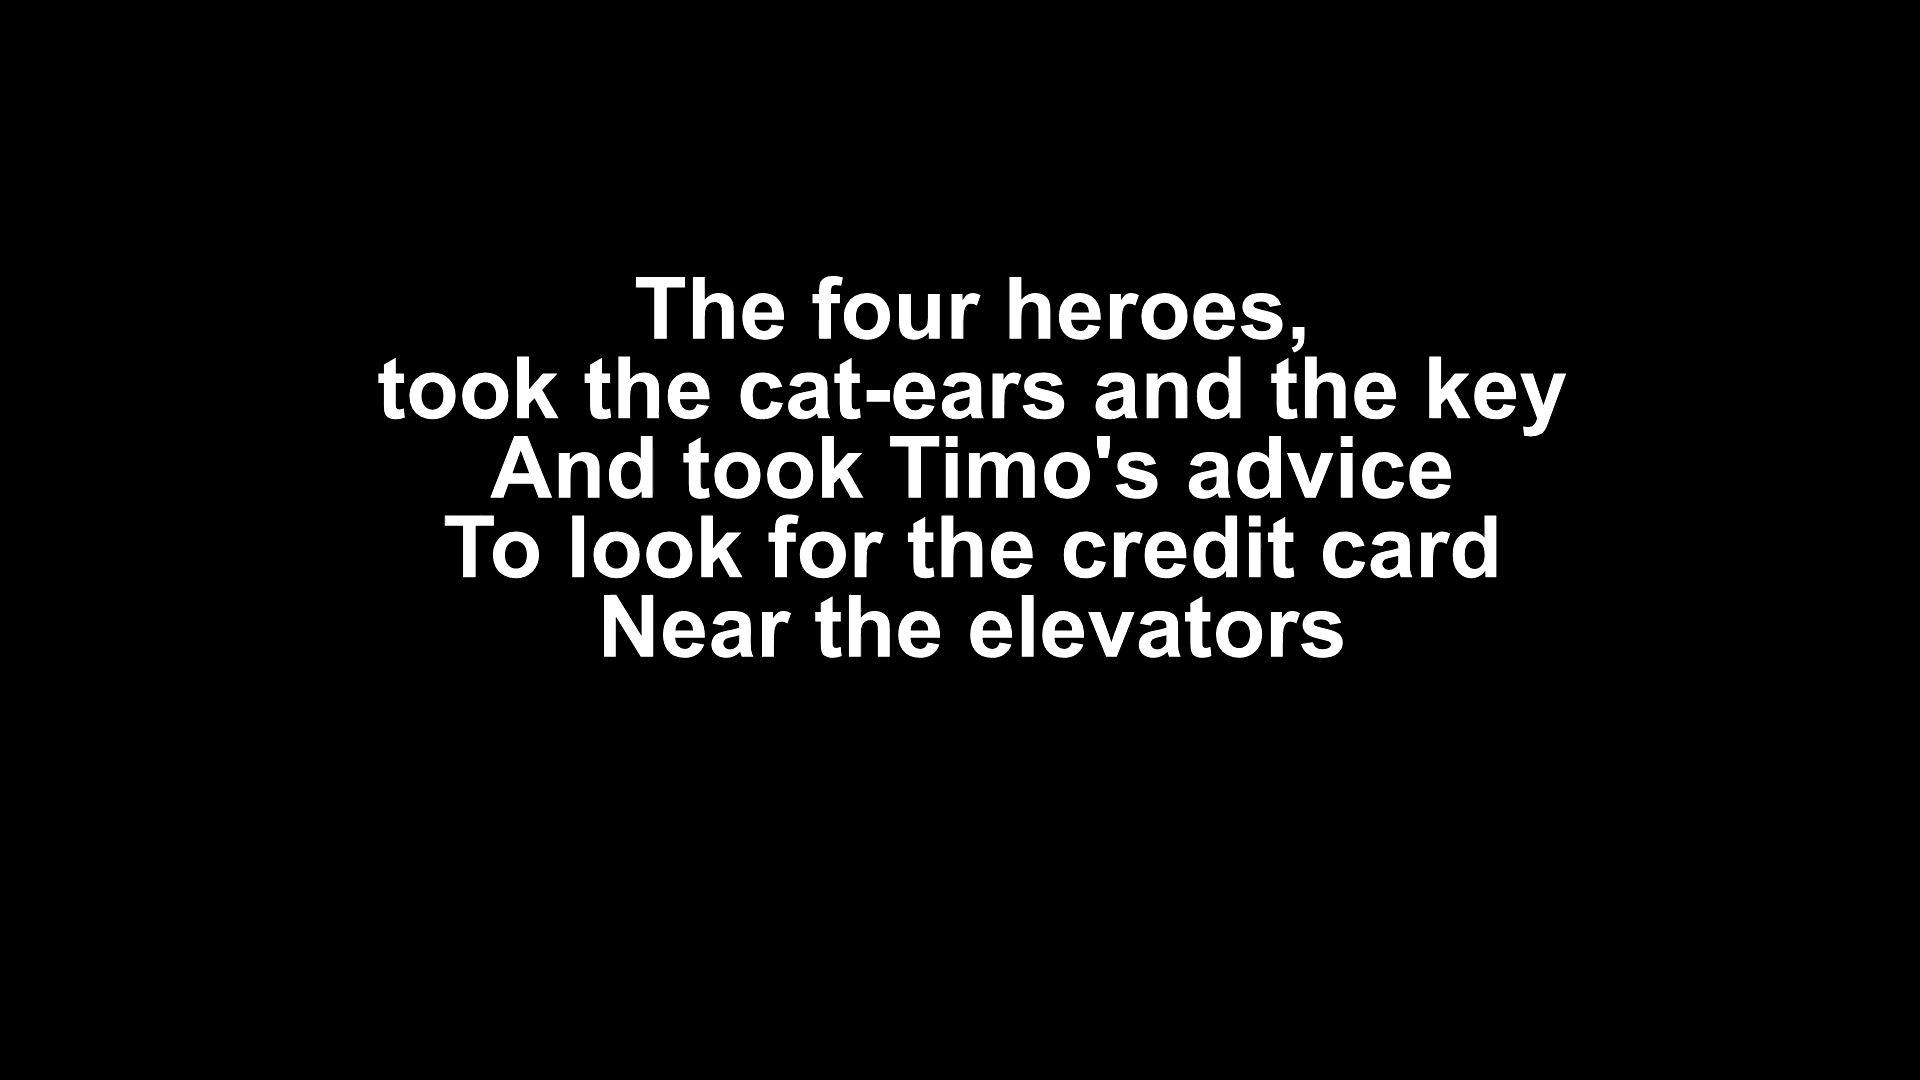 The four heroes,
took the cat-ears and the key
And took Timo's advice
To look for the credit card
Near the elevators